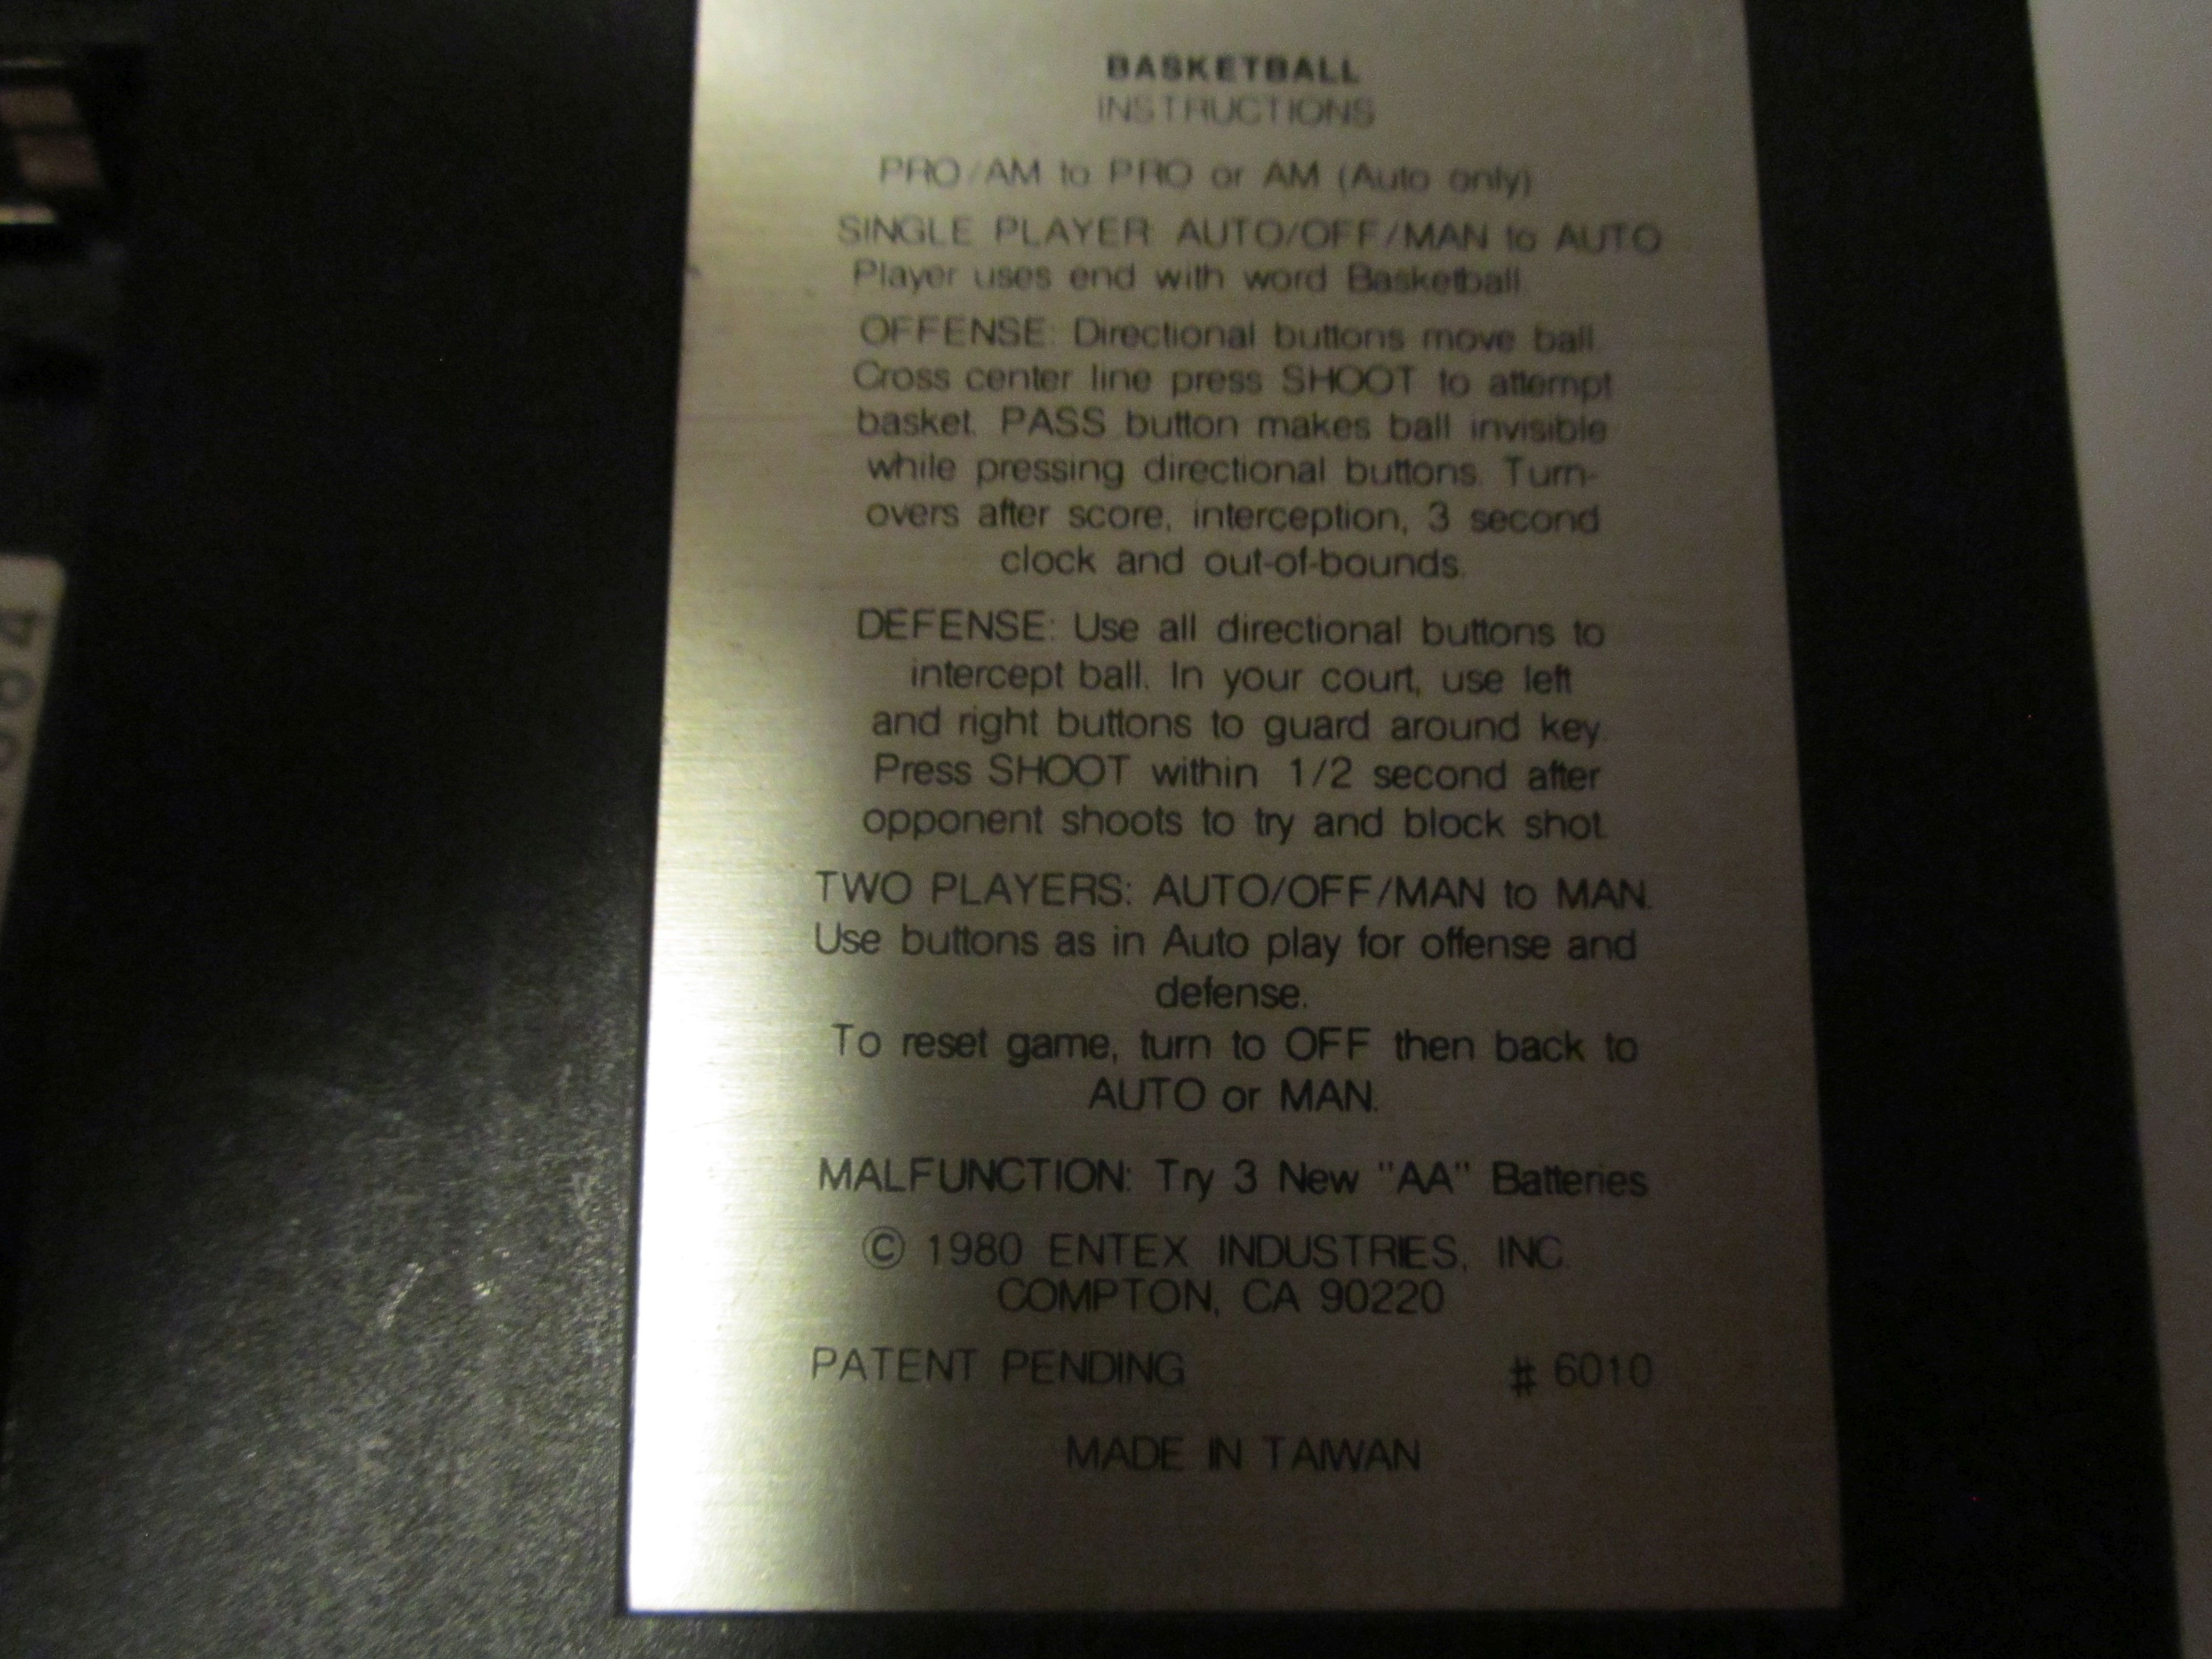 BASKETBALL
INSTRUCTIONS
PRO/AM to PRO or AM (Auto only)
SINGLE PLAYER: AUTO/OFF/MAN to AUTO
Player uses end with word Basketball.
OFFENSE: Directional buttons move ball.
Cross center line press SHOOT to attempt
basket. PASS button makes ball invisible
while pressing directional buttons. Turn-
overs after score, interception, 3 second
clock and out-of-bounds.
DEFENSE: Use all directional buttons to
intercept ball. In your court, use left
and right buttons to guard around key.
Press SHOOT within 1/2 second after
opponent shoots to try and block shot.
TWO PLAYERS: AUTO/OFF/MAN to MAN.
Use buttons as in Auto play for offense and
defense.
To reset game, turn to OFF then back to
AUTO or MAN.
MALFUNCTION: Try 3 New "AA" Batteries
© 1980 ENTEX INDUSTRIES, INC.
COMPTON, CA 90220
PATENT PENDING # 6010
MADE IN TAIWAN